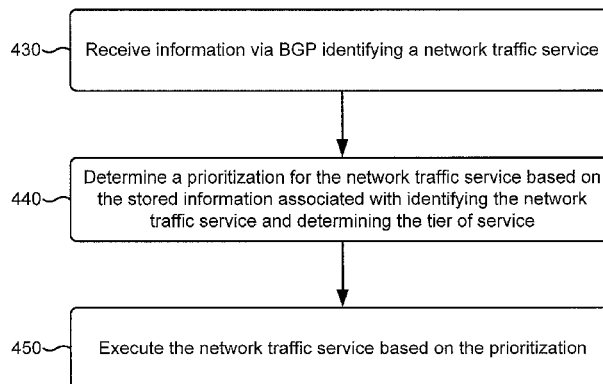 430
Receive information via BGP identifying a network traffic service
440
Determine a prioritization for the network traffic service based on
the stored information associated with identifying the network
traffic service and determining the tier of service
450
Execute the network traffic service based on the prioritization